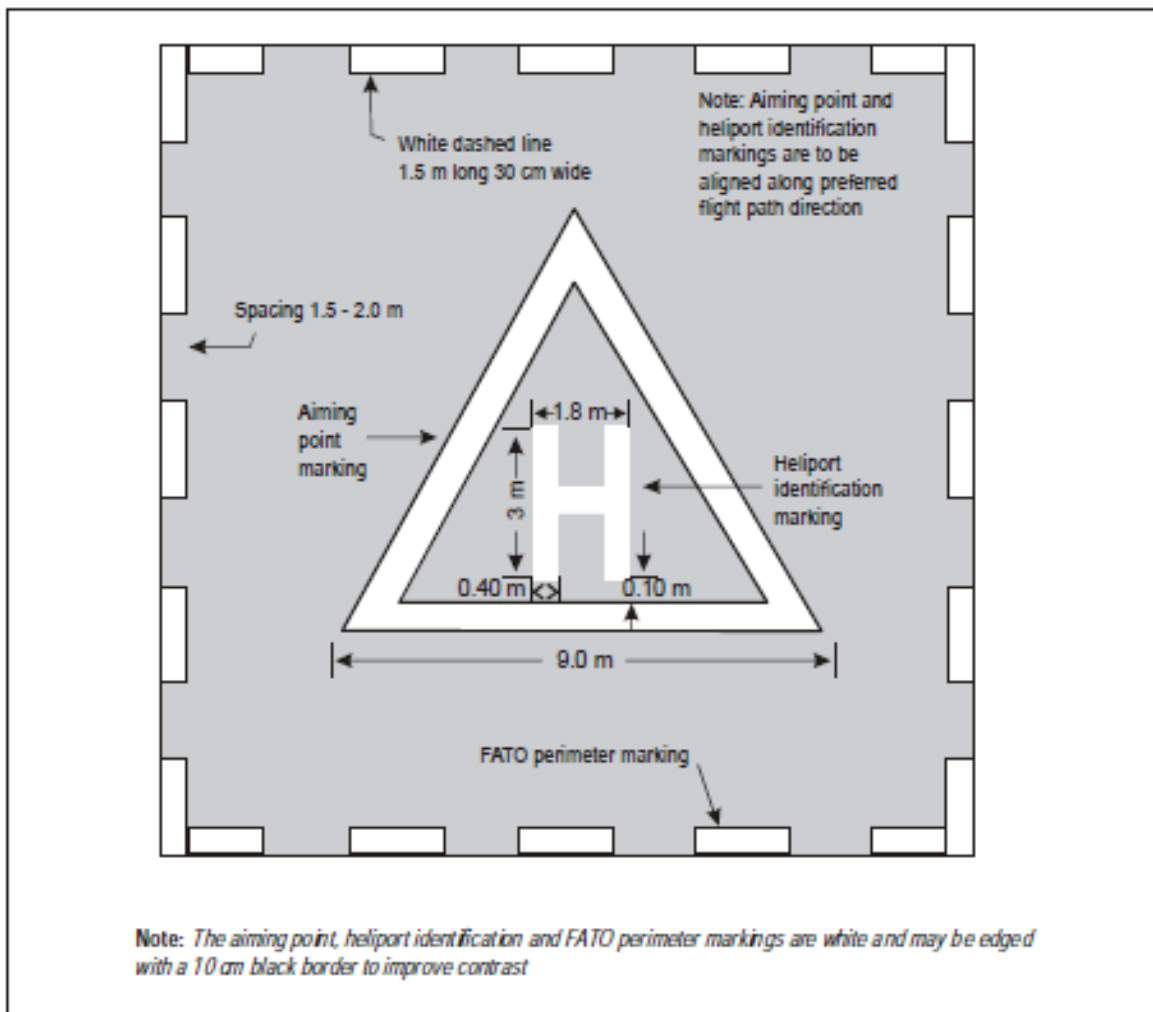 Note: Aiming point and
heliport identification
markings are to be
aligned along preferred
flight path direction
White dashed line
1.5 m long 30 cm wide
Spacing 1.5 - 2.0 m
Aiming
point
marking
1.8 m
3 m
Heliport
identification
marking
0.40 m
0.10 m
9.0 m
FATO perimeter marking
Note: The aiming point, heliport identification and FATO perimeter markings are white and may be edged
with a 10 cm black border to improve contrast